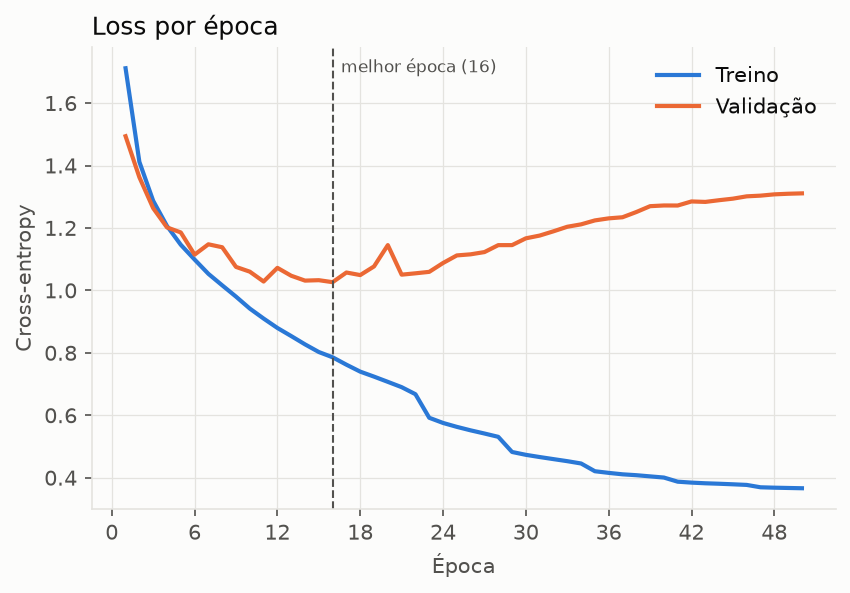 Loss por época
melhor época (16)
Treino
Validação
Cross-entropy
1.6
1.4
1.2
1.0
0.8
0.6
0.4
0 6 12 18 24 30 36 42 48
Época